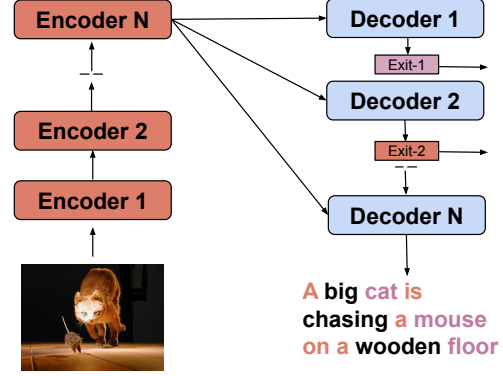 Encoder N
Encoder 2
Encoder 1
Decoder 1
Exit-1
Decoder 2
Exit-2
Decoder N
A big cat is
chasing a mouse
on a wooden floor